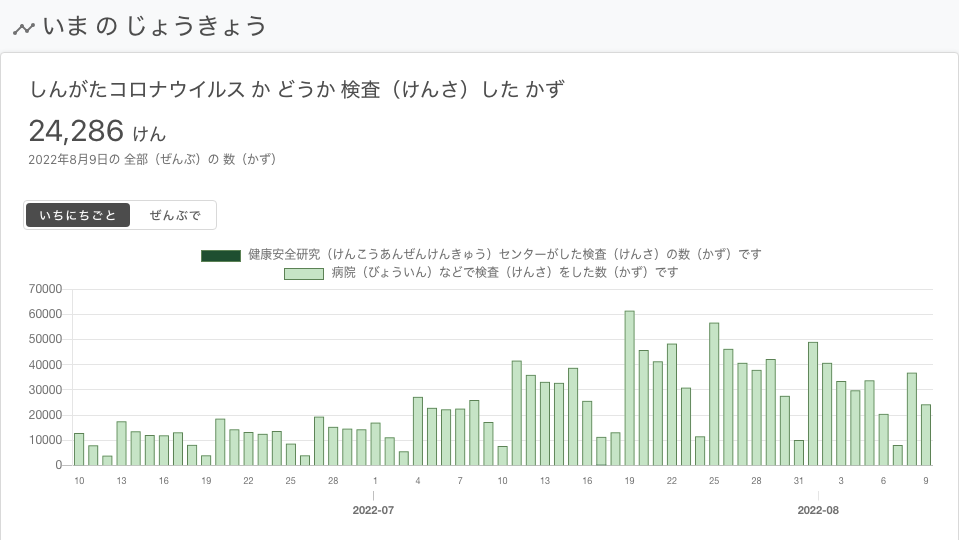 いま の じょうきょう
しんがたコロナウイルス か どうか 検査（けんさ）した かず
24,286 けん
2022年8月9日の 全部（ぜんぶ）の 数（かず）
いちにちごと ぜんぶで
健康安全研究（けんこうあんぜんけんきゅう）センターがした検査（けんさ）の数（かず）です
病院（びょういん）などで検査（けんさ）をした数（かず）です
70000
60000
50000
40000
30000
20000
10000
0
10 13 16 19 22 25 28 1 4 7 10 13 16 19 22 25 28 31 3 6 9
2022-07 2022-08